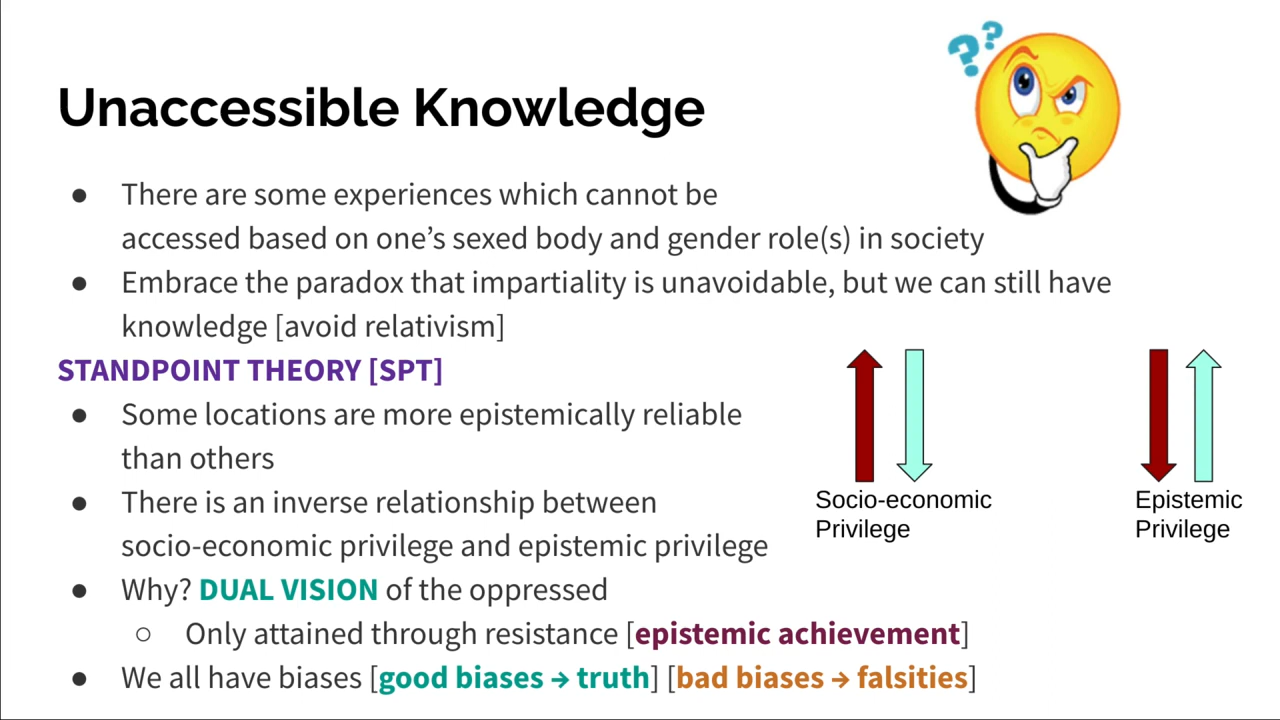 ??
Unaccessible Knowledge
● There are some experiences which cannot be
accessed based on one's sexed body and gender role(s) in society
● Embrace the paradox that impartiality is unavoidable, but we can still have
knowledge [avoid relativism]
STANDPOINT THEORY [SPT]
● Some locations are more epistemically reliable
than others
● There is an inverse relationship between
socio-economic privilege and epistemic privilege
● Why? DUAL VISION of the oppressed
○ Only attained through resistance [epistemic achievement]
● We all have biases [good biases → truth] [bad biases → falsities]
Socio-economic
Privilege
Epistemic
Privilege